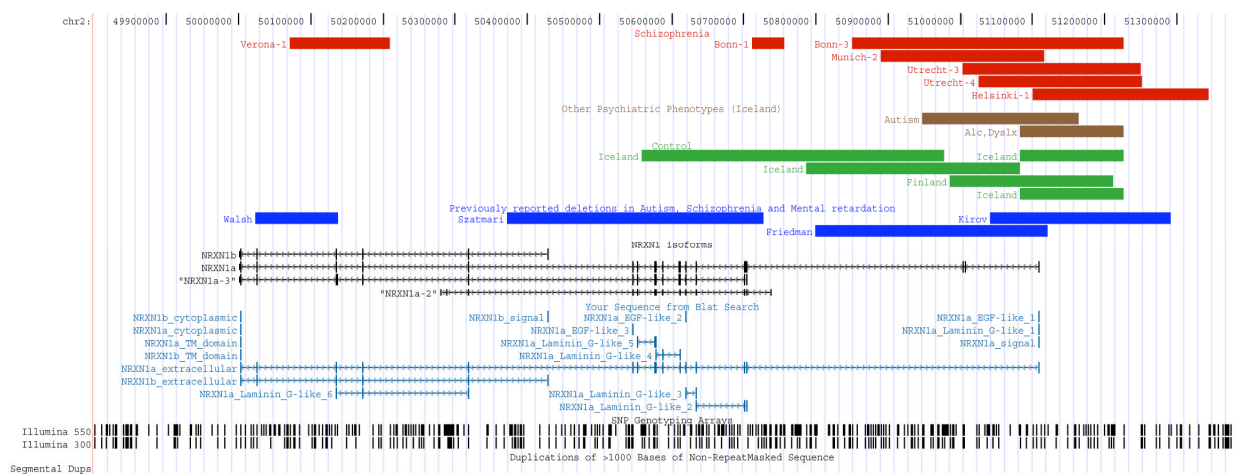 chr2: 49900000 50000000 50100000 50200000 50300000 50400000 50500000 50600000 50700000 50800000 50900000 51000000 51100000 51200000 51300000
Schizophrenia
Verona-1 Bonn-1 Bonn-3
Munich-2
Utrecht-3
Utrecht-4
Helsinki-1
Other Psychiatric Phenotypes (Iceland)
Autism
Alc,Dyslx
Control
Iceland Iceland
Iceland
Finland
Iceland
Previously reported deletions in Autism, Schizophrenia and Mental retardation
Walsh Szatmari Kirov
Friedman
NRXN1 isoforms
NRXN1b
NRXN1a
"NRXN1a-3"
"NRXN1a-2"
Your Sequence from Blat Search
NRXN1b_cytoplasmic NRXN1b_signal NRXN1a_EGF-like_2 NRXN1a_EGF-like_1
NRXN1a_cytoplasmic NRXN1a_EGF-like_3 NRXN1a_Laminin_G-like_1
NRXN1a_TM_domain NRXN1a_Laminin_G-like_5 NRXN1a_signal
NRXN1b_TM_domain NRXN1a_Laminin_G-like_4
NRXN1a_extracellular
NRXN1b_extracellular
NRXN1a_Laminin_G-like_6 NRXN1a_Laminin_G-like_3
NRXN1a_Laminin_G-like_2
SNP Genotyping Arrays
Illumina 550
Illumina 300
Duplications of >1000 Bases of Non-RepeatMasked Sequence
Segmental Dups